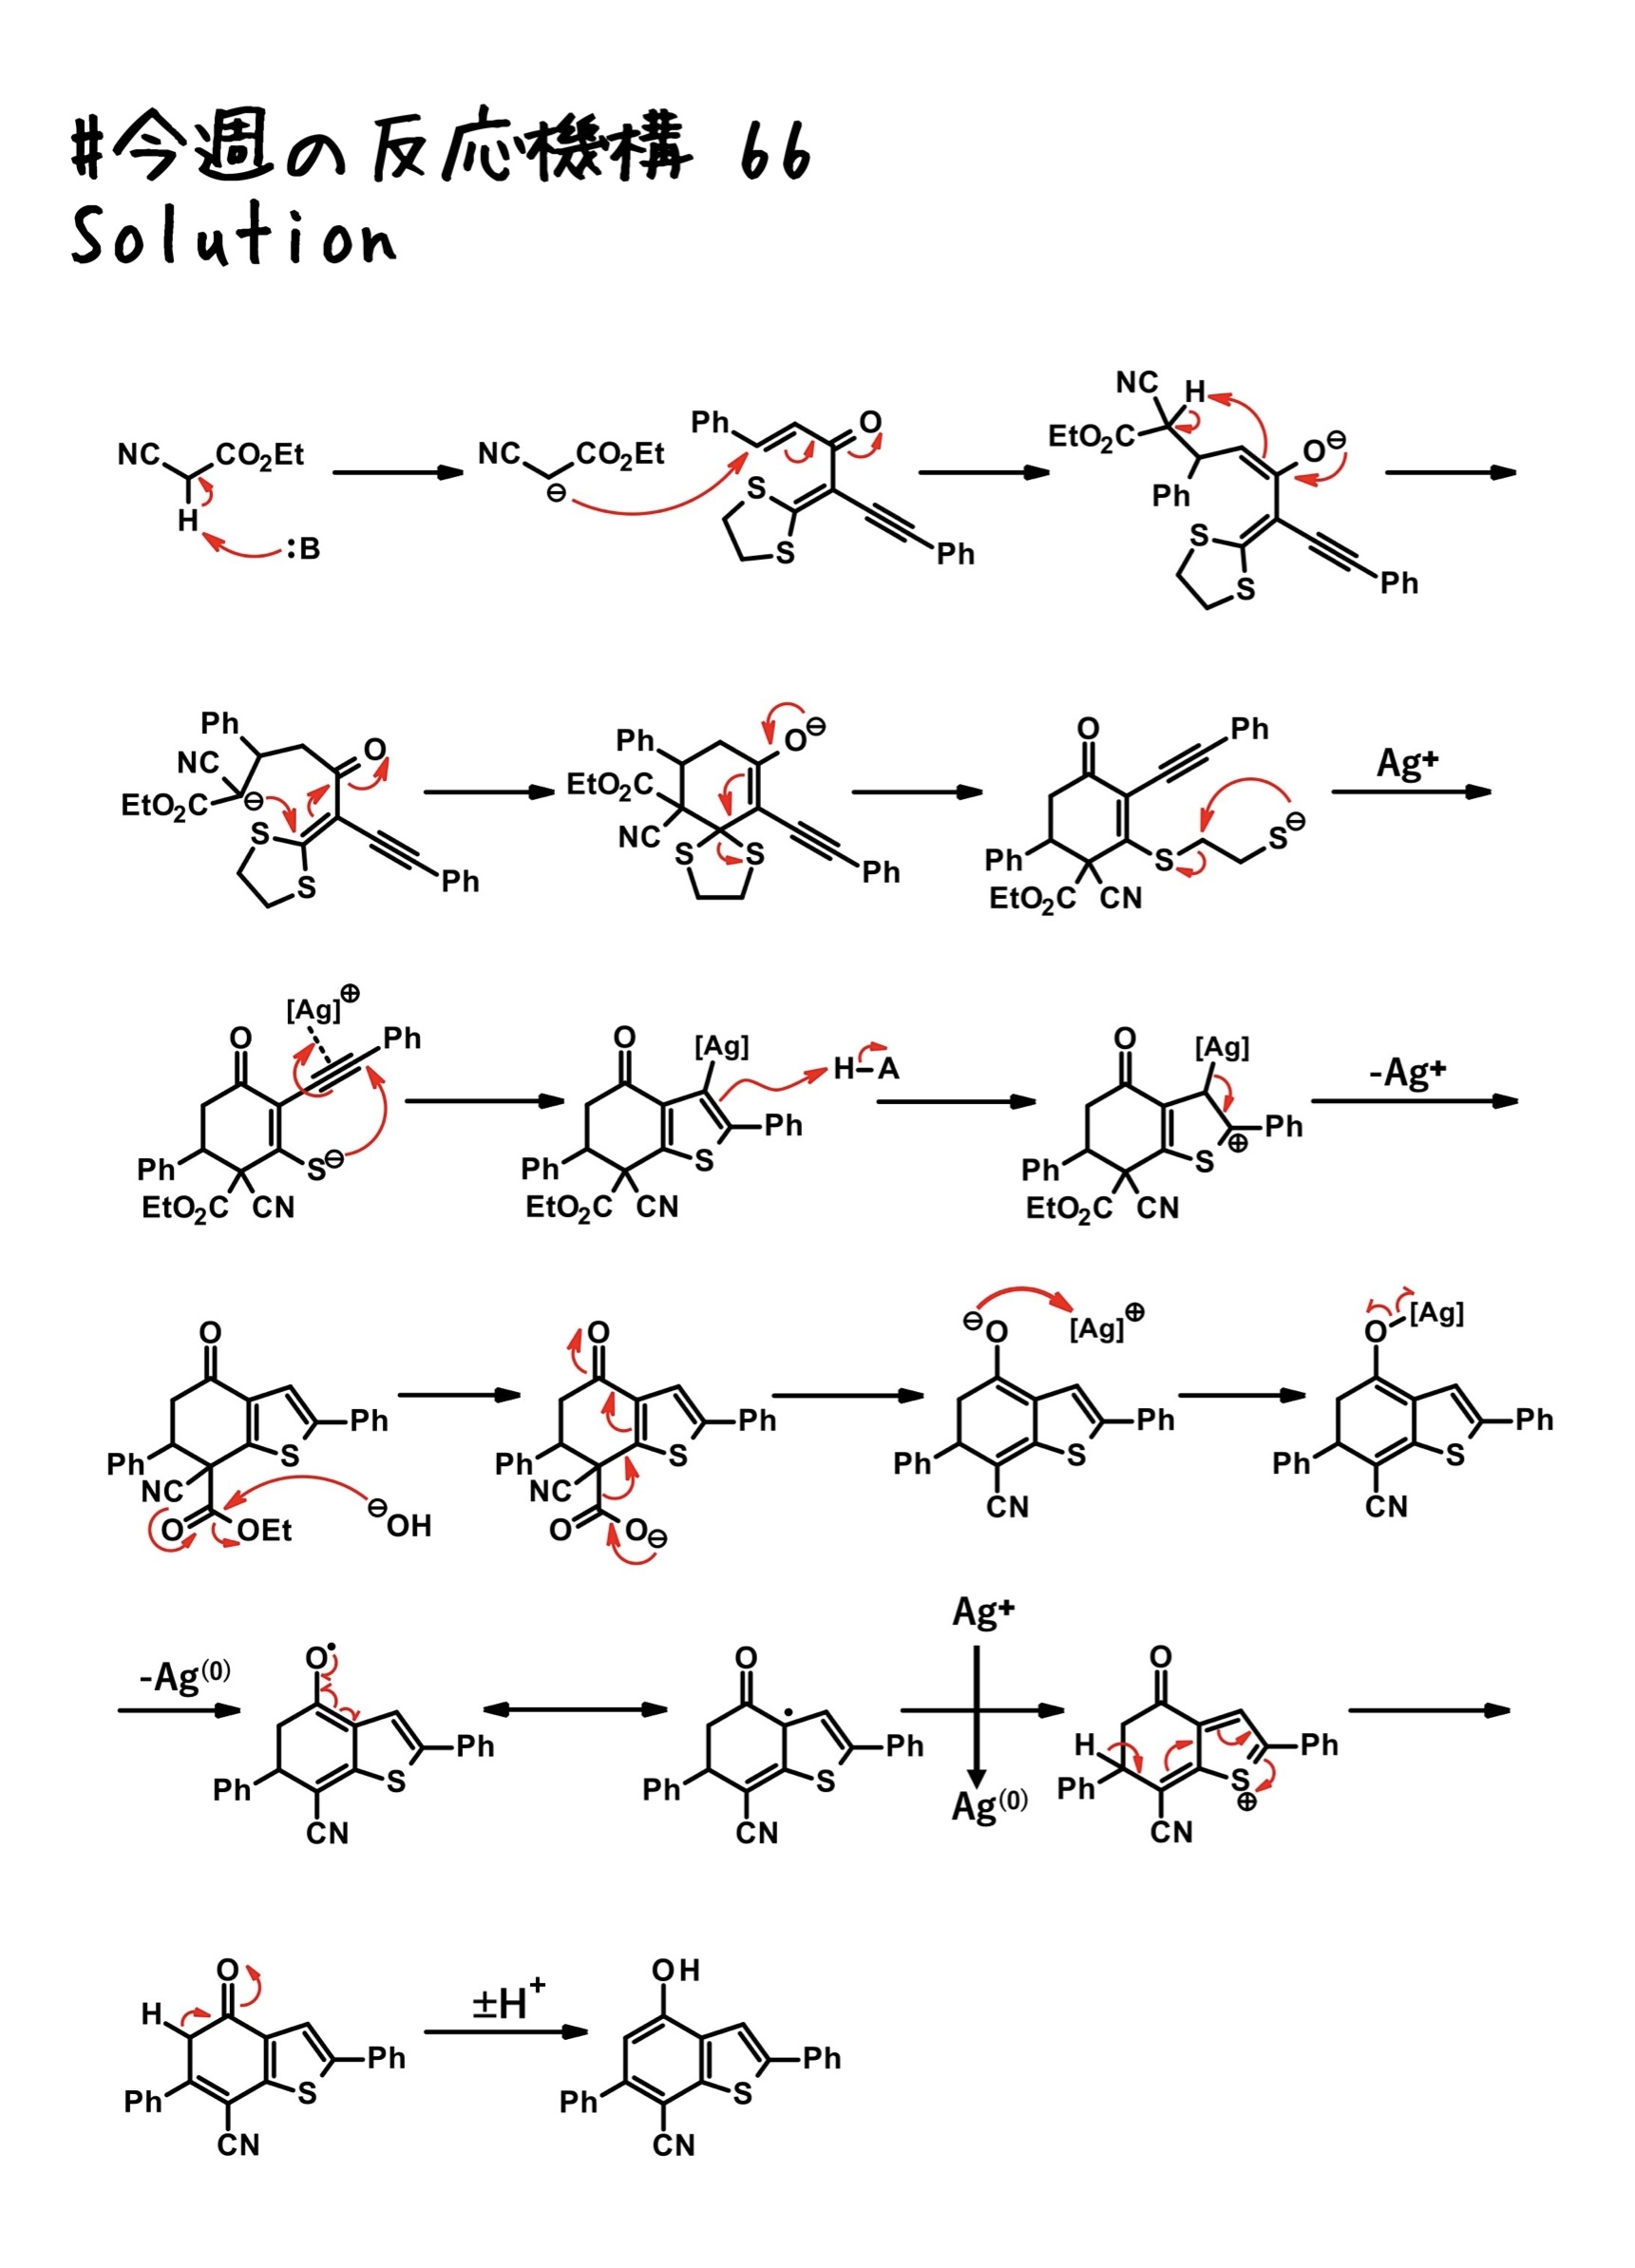 #今週の反応機構 66
Solution
NC CO2Et H :B
NC CO2Et ⊖ Ph O S S Ph
NC H EtO2C Ph O⊖ S S Ph
Ph NC EtO2C ⊖ O S S Ph
Ph O⊖ EtO2C NC S S Ph
O Ph Ph S S⊖ EtO2C CN
Ag+
[Ag]⊕ O Ph Ph S⊖ EtO2C CN
O [Ag] Ph Ph S EtO2C CN H-A
O [Ag] Ph ⊕ Ph S EtO2C CN
-Ag+
O Ph Ph S NC O OEt ⊖OH
O Ph Ph S NC O O⊖
⊖O [Ag]⊕ Ph Ph S CN
O [Ag] Ph Ph S CN
-Ag(0)
O• Ph Ph S CN
O • Ph Ph S CN
Ag+
Ag(0)
O H Ph Ph S ⊕ CN
O H Ph Ph S CN
±H+
OH Ph Ph S CN